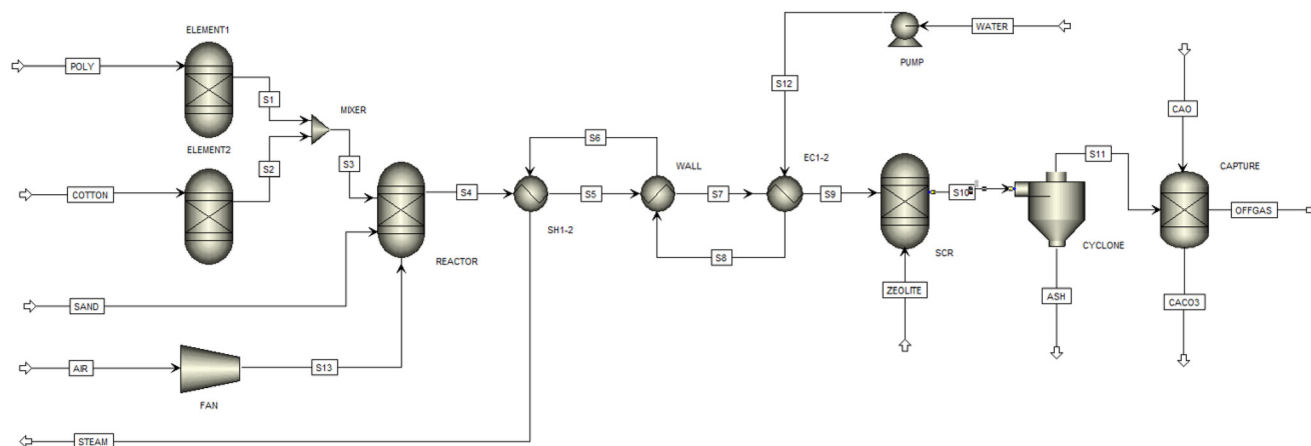 ELEMENT1
POLY
S1
MIXER
ELEMENT2
S2
S3
COTTON
REACTOR
S4
SAND
AIR
FAN
S13
STEAM
S6
SH1-2
S5
WALL
S7
S8
WATER
PUMP
S12
EC1-2
S9
SCR
ZEOLITE
S10
S11
CYCLONE
ASH
CAO
CAPTURE
OFFGAS
CACO3